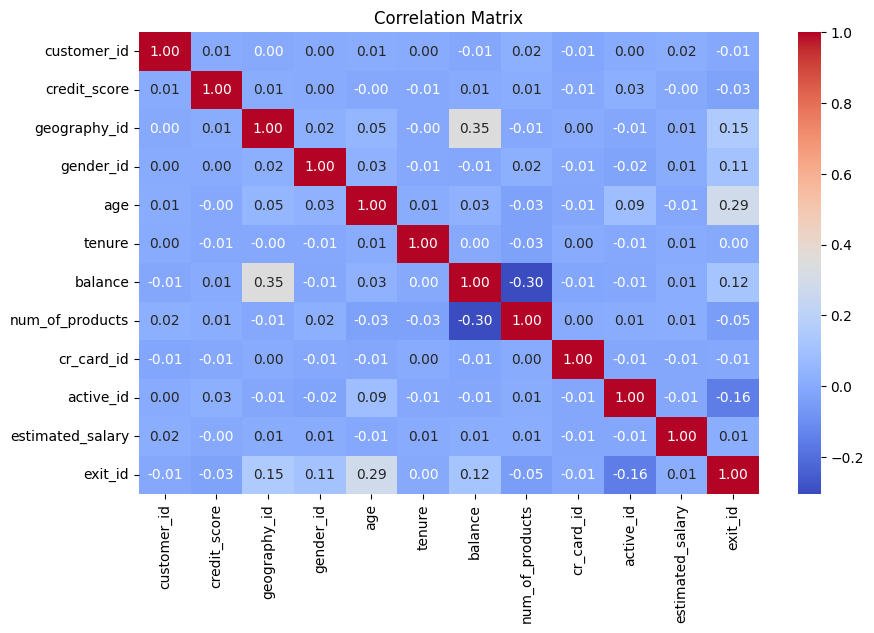 Correlation Matrix
customer_id 1.00 0.01 0.00 0.00 0.01 0.00 -0.01 0.02 -0.01 0.00 0.02 -0.01
credit_score 0.01 1.00 0.01 0.00 -0.00 -0.01 0.01 0.01 -0.01 0.03 -0.00 -0.03
geography_id 0.00 0.01 1.00 0.02 0.05 -0.00 0.35 -0.01 0.00 -0.01 0.01 0.15
gender_id 0.00 0.00 0.02 1.00 0.03 -0.01 -0.01 0.02 -0.02 0.01 0.01 0.11
age 0.01 -0.00 0.05 0.03 1.00 0.01 0.03 -0.03 -0.01 0.09 -0.01 0.29
tenure 0.00 -0.01 -0.00 -0.01 0.01 1.00 0.00 -0.03 0.00 -0.01 0.01 0.00
balance -0.01 0.01 0.35 -0.01 0.03 0.00 1.00 -0.30 -0.01 -0.01 0.01 0.12
num_of_products 0.02 0.01 -0.01 0.02 -0.03 -0.03 -0.30 1.00 0.00 0.01 0.01 -0.05
cr_card_id -0.01 -0.01 0.00 -0.01 -0.01 0.00 -0.01 0.00 1.00 -0.01 -0.01 -0.01
active_id 0.00 0.03 -0.01 -0.02 0.09 -0.01 -0.01 0.01 -0.01 1.00 -0.01 -0.16
estimated_salary 0.02 -0.00 0.01 0.01 -0.01 0.01 0.01 0.01 -0.01 -0.01 1.00 0.01
exit_id -0.01 -0.03 0.15 0.11 0.29 0.00 0.12 -0.05 -0.01 -0.16 0.01 1.00
customer_id
credit_score
geography_id
gender_id
age
tenure
balance
num_of_products
cr_card_id
active_id
estimated_salary
exit_id
1.0
0.8
0.6
0.4
0.2
0.0
−0.2